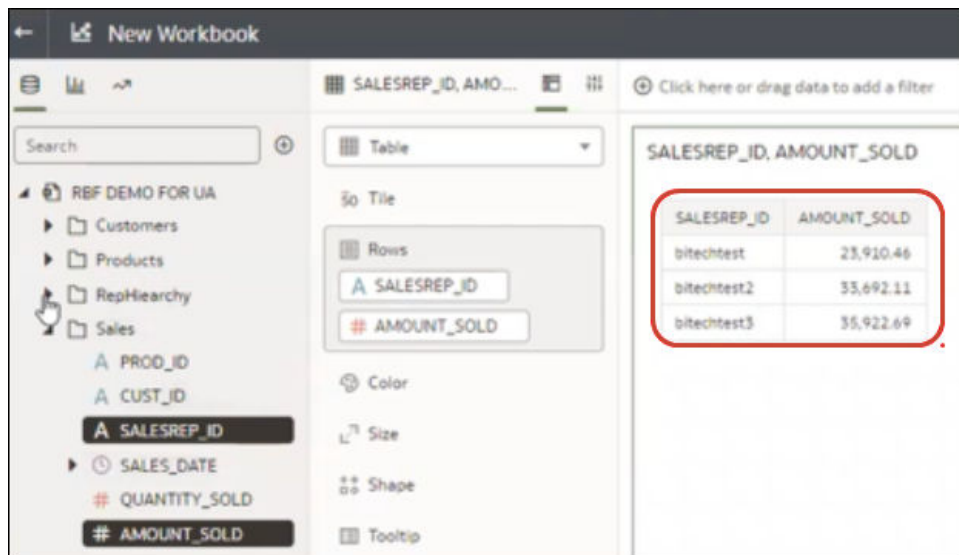 New Workbook
SALESREP_ID, AMO...
Click here or drag data to add a filter
Search
RBF DEMO FOR UA
Customers
Products
RepHiearchy
Sales
A PROD_ID
A CUST_ID
A SALESREP_ID
SALES_DATE
# QUANTITY_SOLD
# AMOUNT_SOLD
Table
Tile
Rows
A SALESREP_ID
# AMOUNT_SOLD
Color
Size
Shape
Tooltip
SALESREP_ID, AMOUNT_SOLD
SALESREP_ID AMOUNT_SOLD
bitechtest 23,910.46
bitechtest2 33,692.11
bitechtest3 35,922.69